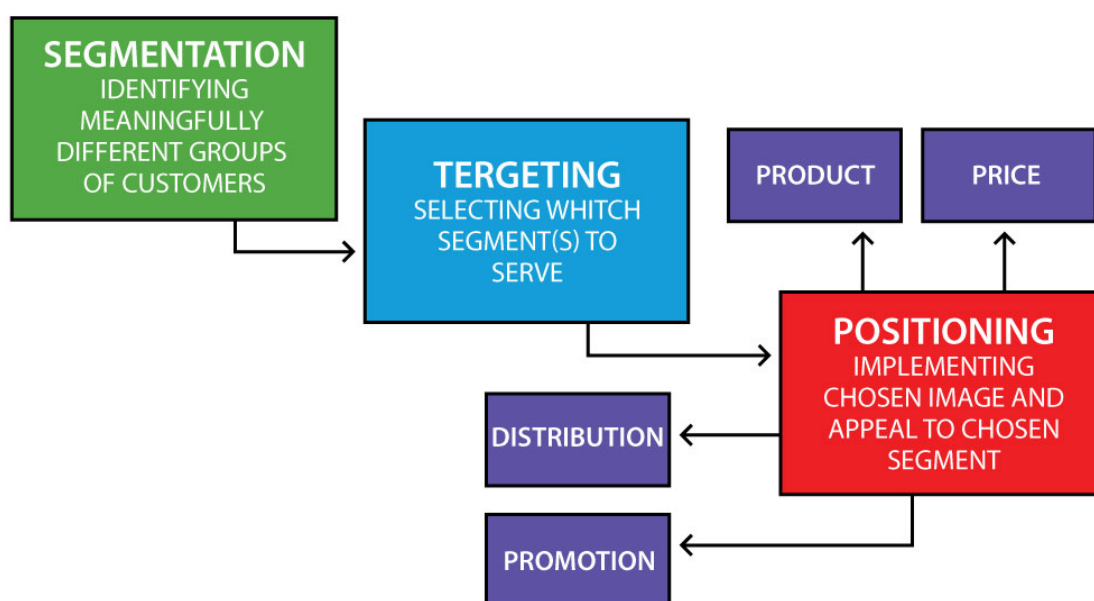 SEGMENTATION
IDENTIFYING
MEANINGFULLY
DIFFERENT GROUPS
OF CUSTOMERS
TERGETING
SELECTING WHITCH
SEGMENT(S) TO
SERVE
PRODUCT
PRICE
POSITIONING
IMPLEMENTING
CHOSEN IMAGE AND
APPEAL TO CHOSEN
SEGMENT
DISTRIBUTION
PROMOTION